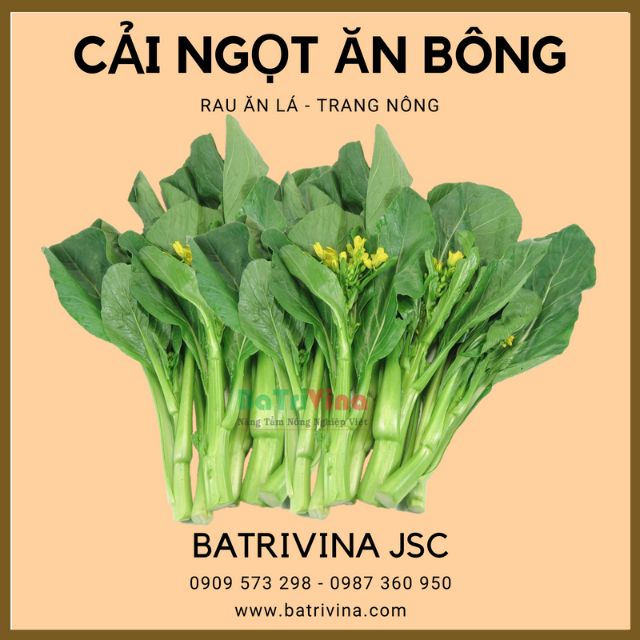 CẢI NGỌT ĂN BÔNG
RAU ĂN LÁ - TRANG NÔNG
BaTriVina
Nâng Tầm Nông Nghiệp Việt
BATRIVINA JSC
0909 573 298 - 0987 360 950
www.batrivina.com